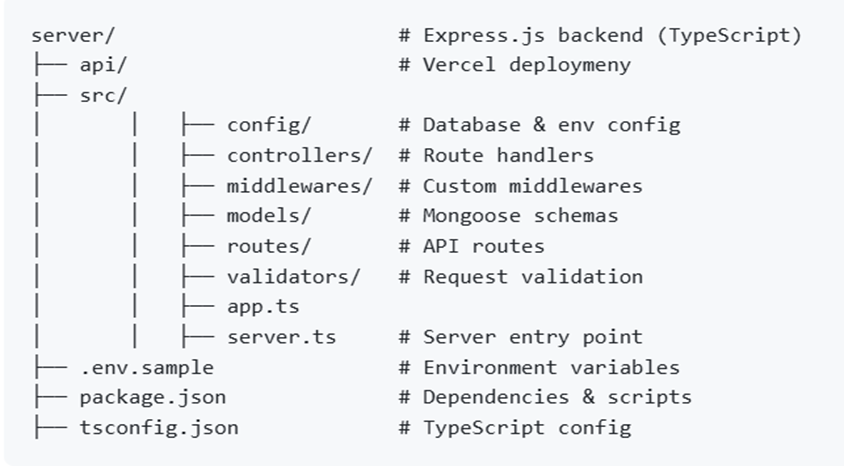 server/                       # Express.js backend (TypeScript)
├── api/                      # Vercel deploymeny
├── src/
│       │   ├── config/       # Database & env config
│       │   ├── controllers/  # Route handlers
│       │   ├── middlewares/  # Custom middlewares
│       │   ├── models/       # Mongoose schemas
│       │   ├── routes/       # API routes
│       │   ├── validators/   # Request validation
│       │   ├── app.ts
│       │   ├── server.ts     # Server entry point
├── .env.sample               # Environment variables
├── package.json              # Dependencies & scripts
├── tsconfig.json             # TypeScript config